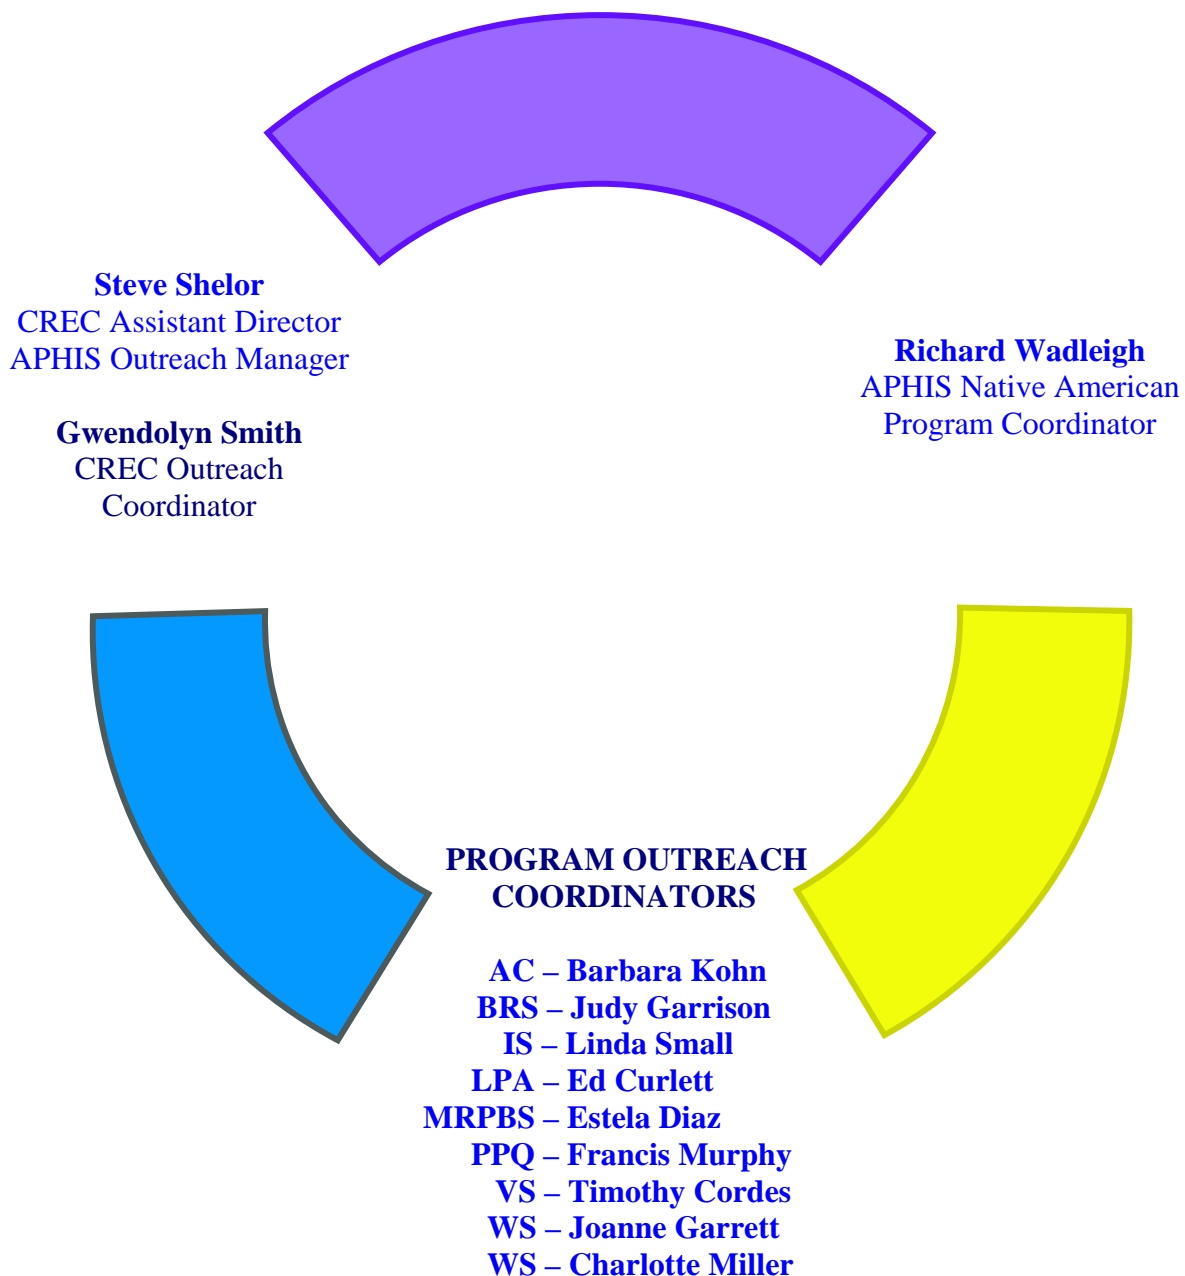 Steve Shelor
CREC Assistant Director
APHIS Outreach Manager
Gwendolyn Smith
CREC Outreach
Coordinator
Richard Wadleigh
APHIS Native American
Program Coordinator
PROGRAM OUTREACH
COORDINATORS
AC – Barbara Kohn
BRS – Judy Garrison
IS – Linda Small
LPA – Ed Curlett
MRPBS – Estela Diaz
PPQ – Francis Murphy
VS – Timothy Cordes
WS – Joanne Garrett
WS – Charlotte Miller